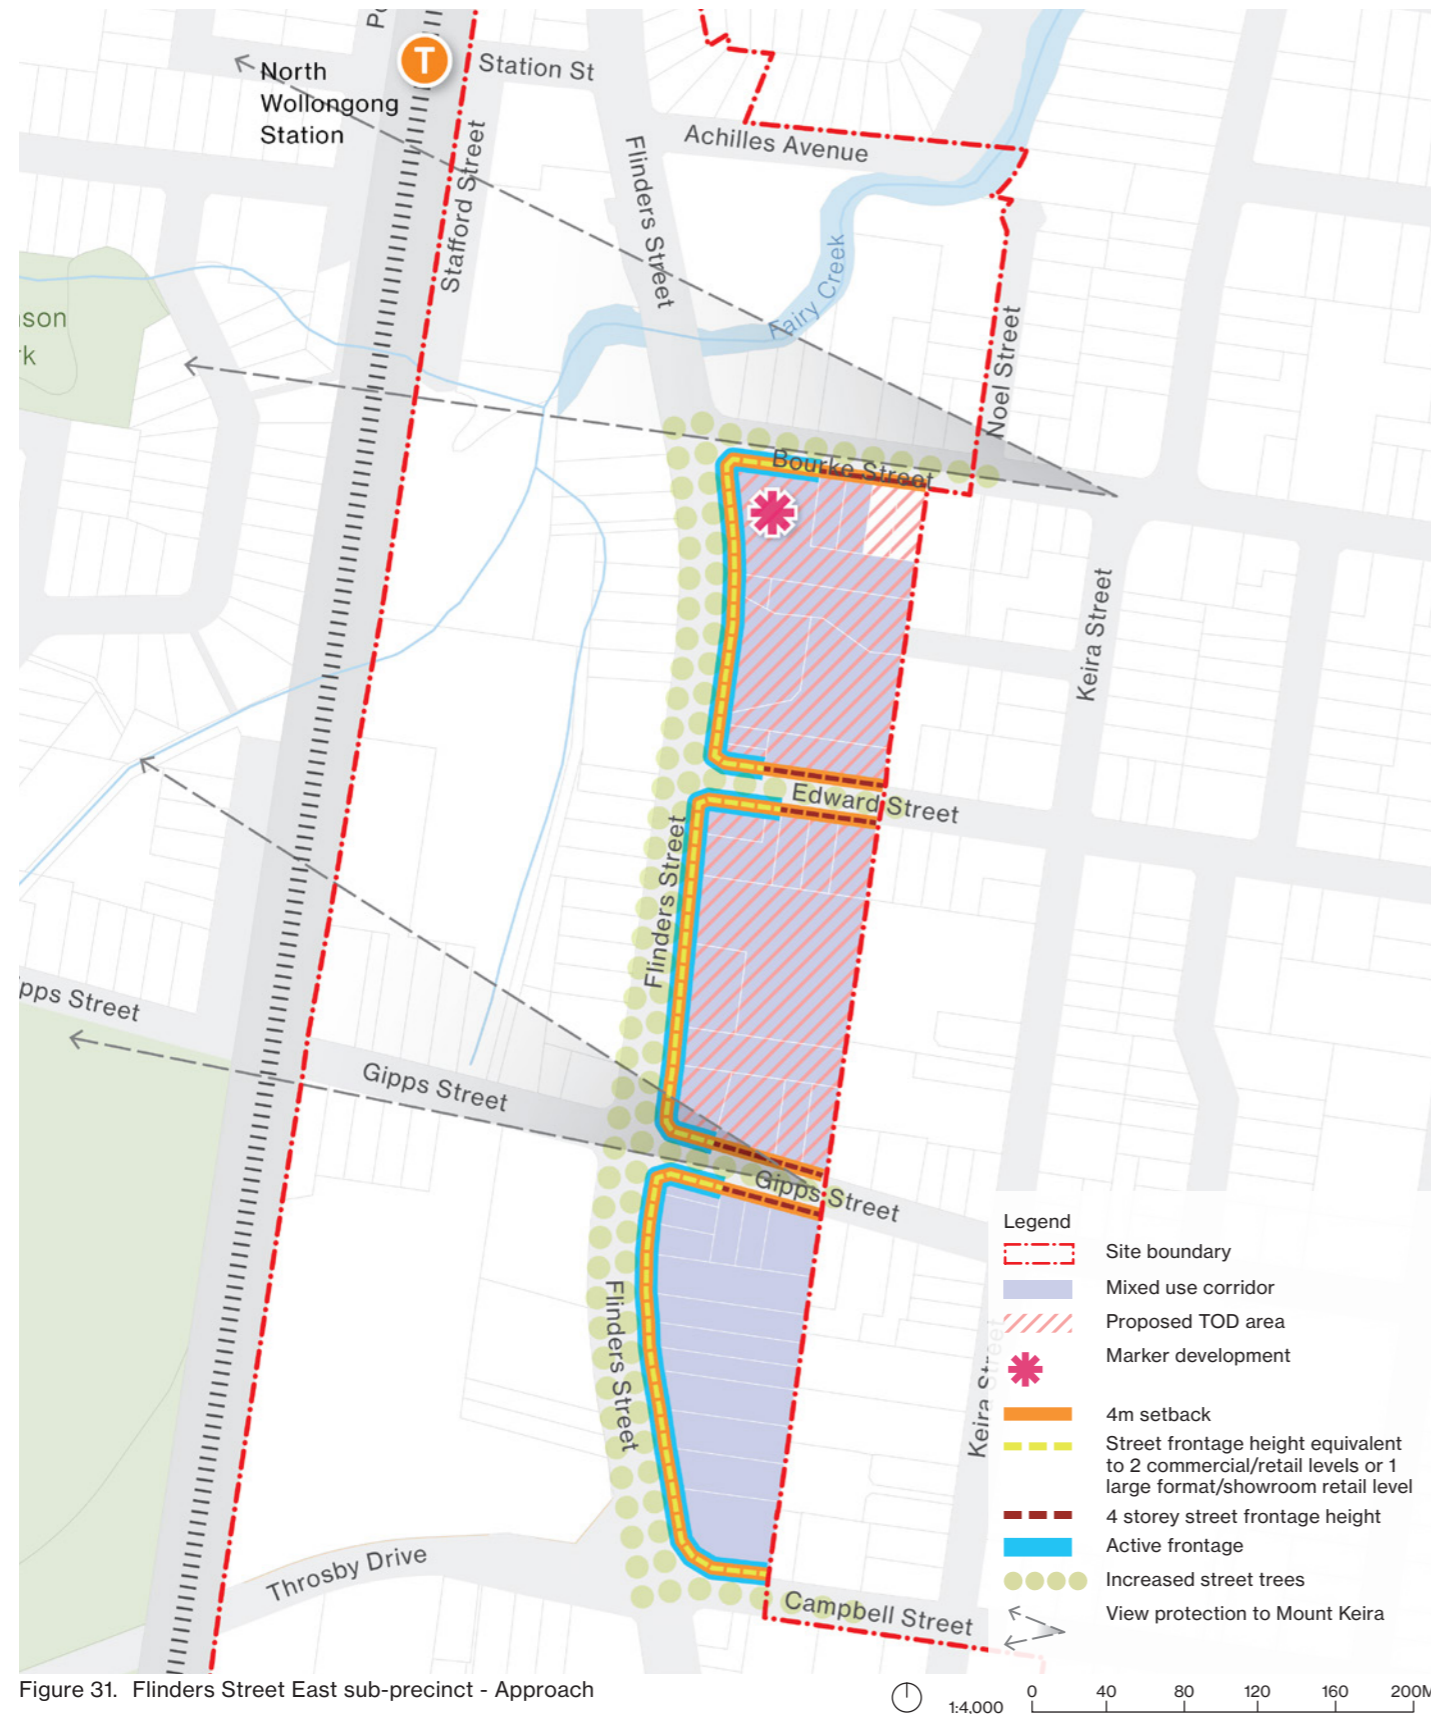 Po
T
Station St
North
Wollongong
Station
Achilles Avenue
Stafford Street
Flinders Street
Fairy Creek
son
rk
Noel Street
Bourke Street
Keira Street
Edward Street
Flinders Street
pps Street
Gipps Street
Gipps Street
Flinders Street
Keira Street
Throsby Drive
Campbell Street
Legend
Site boundary
Mixed use corridor
Proposed TOD area
Marker development
4m setback
Street frontage height equivalent
to 2 commercial/retail levels or 1
large format/showroom retail level
4 storey street frontage height
Active frontage
Increased street trees
View protection to Mount Keira
Figure 31. Flinders Street East sub-precinct - Approach
1:4,000
0 40 80 120 160 200M